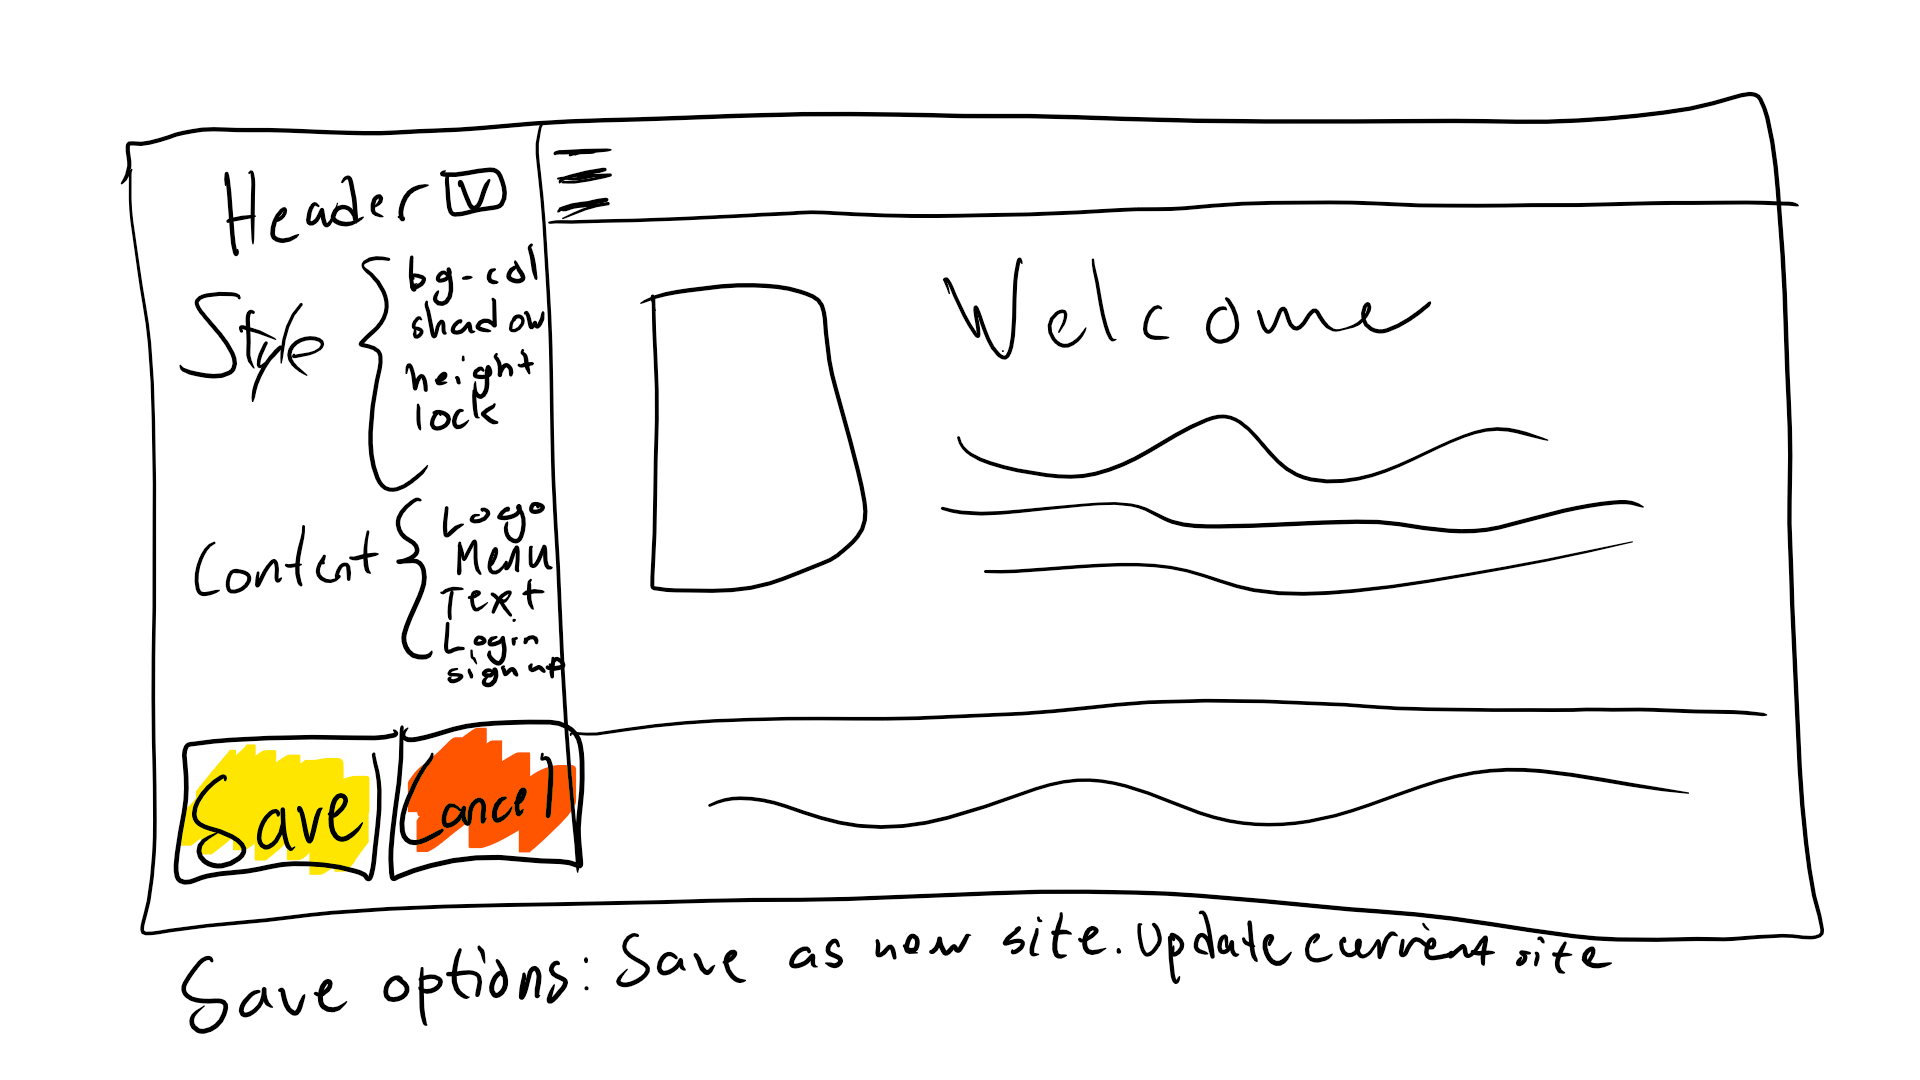 Header V
Style
bg-col
shadow
height
lock
Content
Logo
Menu
Text
Login
sign up
Save
Cancel
Welcome
Save options: Save as new site. Update current site